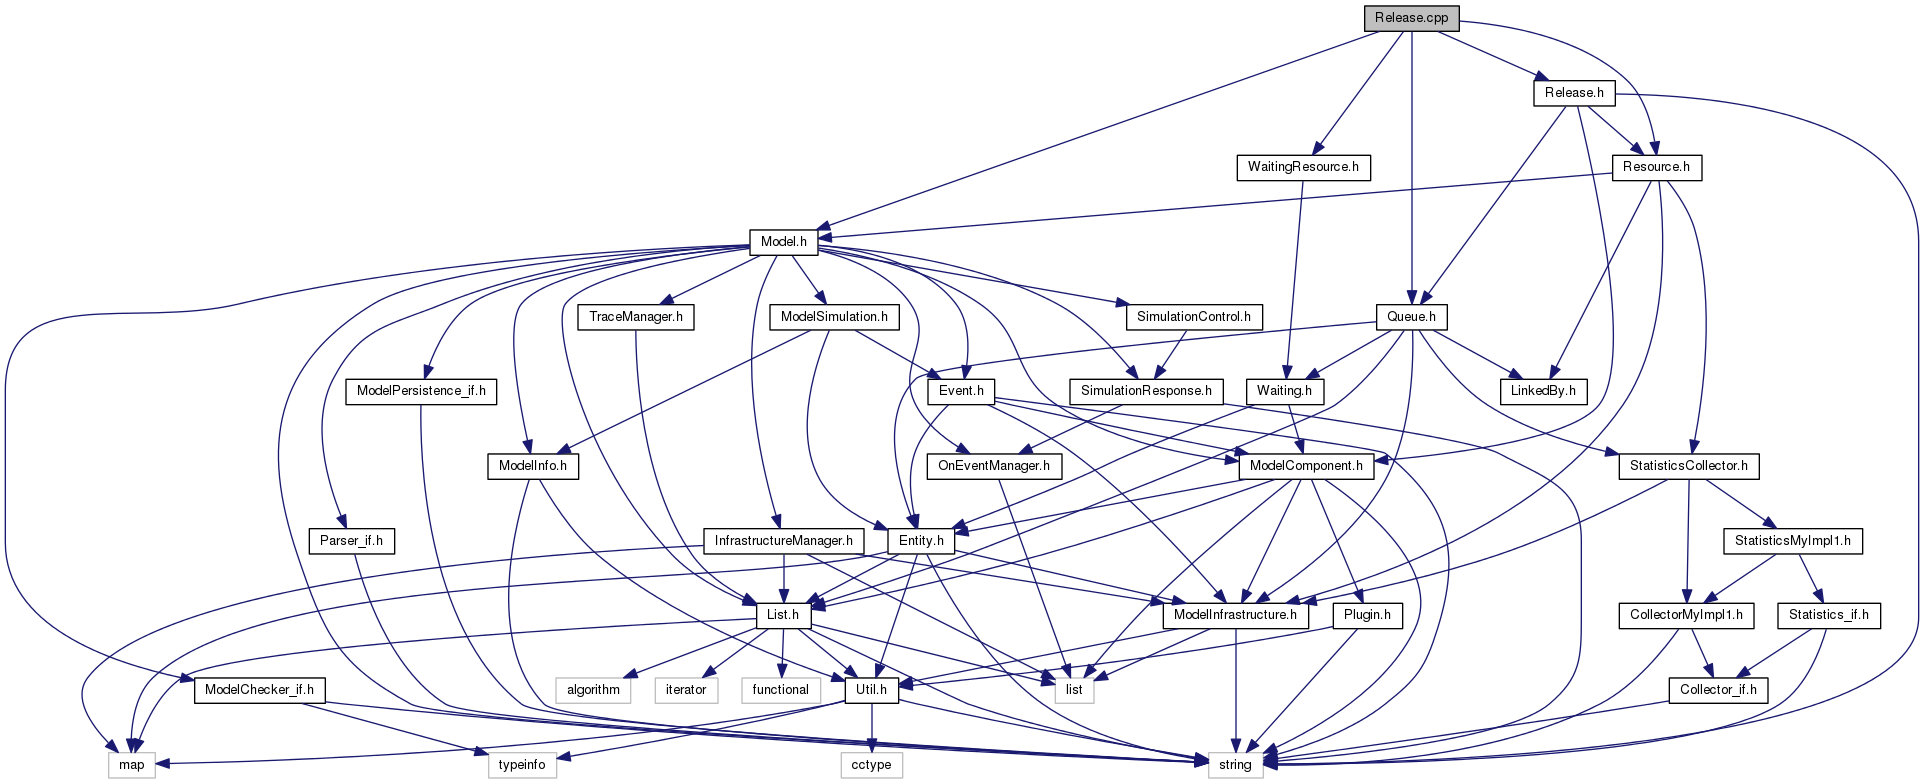 Release.cpp
Release.h
WaitingResource.h
Resource.h
Model.h
TraceManager.h
ModelSimulation.h
SimulationControl.h
Queue.h
ModelPersistence_if.h
Event.h
SimulationResponse.h
Waiting.h
LinkedBy.h
ModelInfo.h
OnEventManager.h
ModelComponent.h
StatisticsCollector.h
Parser_if.h
InfrastructureManager.h
Entity.h
StatisticsMyImpl1.h
List.h
ModelInfrastructure.h
Plugin.h
CollectorMyImpl1.h
Statistics_if.h
ModelChecker_if.h
algorithm
iterator
functional
Util.h
list
Collector_if.h
map
typeinfo
cctype
string